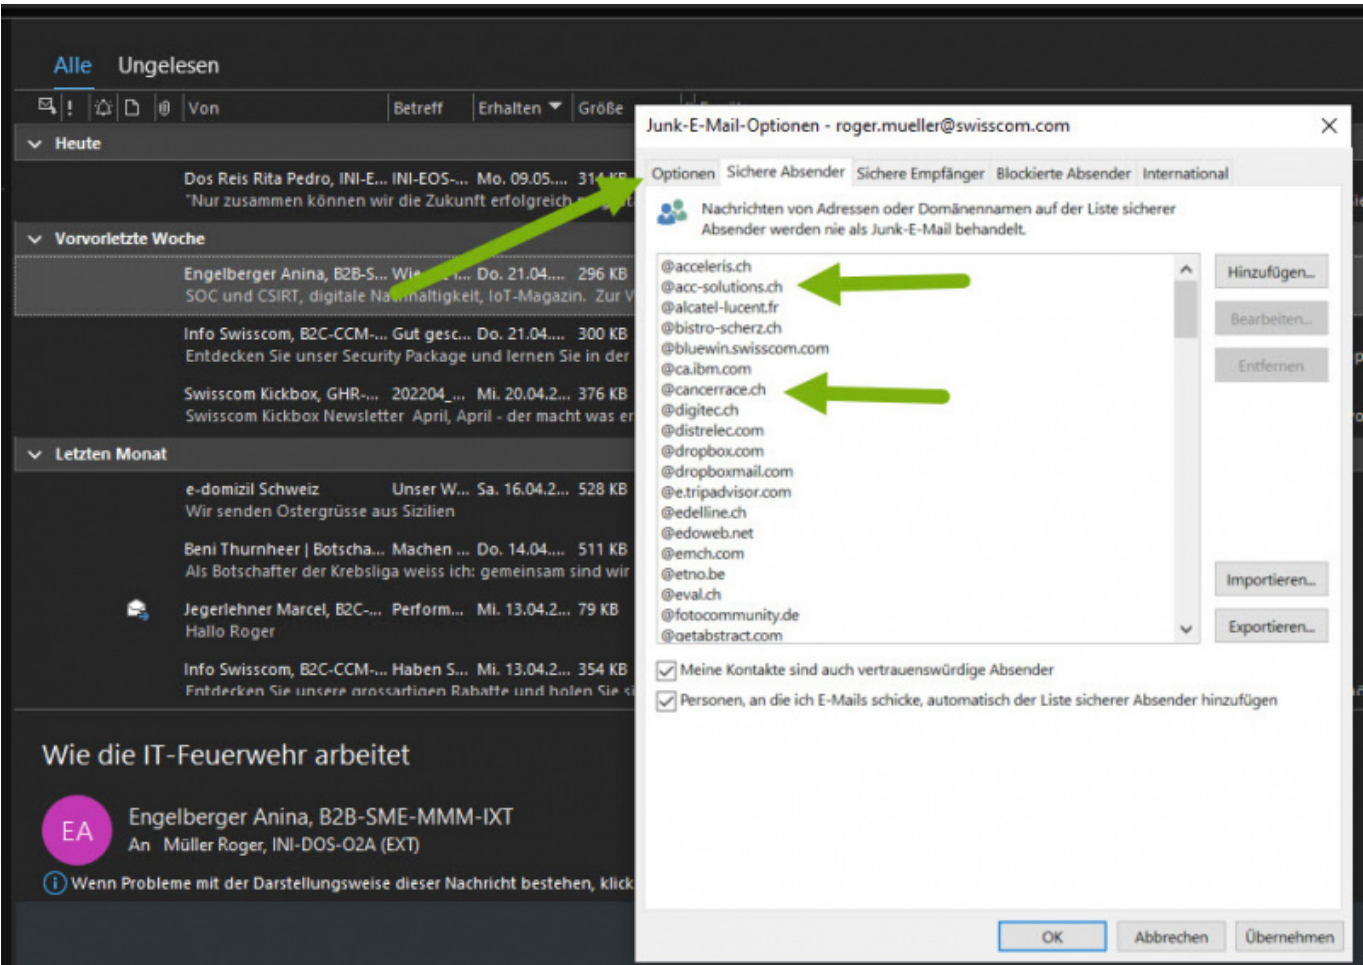 Alle Ungelesen
! Von Betreff Erhalten Größe
Heute
Dos Reis Rita Pedro, INI-E... INI-EOS-... Mo. 09.05.... 314 KB
"Nur zusammen können wir die Zukunft erfolgreich
Vorvorletzte Woche
Engelberger Anina, B2B-S... Do. 21.04.... 296 KB
SOC und CSIRT, digitale Nachhaltigkeit, IoT-Magazin. Zur
Info Swisscom, B2C-CCM-... Gut gesc... Do. 21.04.... 300 KB
Entdecken Sie unser Security Package und lernen Sie in der
Swisscom Kickbox, GHR-... 202204_... Mi. 20.04.2... 376 KB
Swisscom Kickbox Newsletter April, April - der macht was er
Letzten Monat
e-domizil Schweiz Unser W... Sa. 16.04.2... 528 KB
Wir senden Ostergrüsse aus Sizilien
Beni Thurnheer | Botscha... Machen ... Do. 14.04.... 511 KB
Als Botschafter der Krebsliga weiss ich: gemeinsam sind wir
Jegerlehner Marcel, B2C-... Perform... Mi. 13.04.2... 79 KB
Hallo Roger
Info Swisscom, B2C-CCM-... Haben S... Mi. 13.04.2... 354 KB
Entdecken Sie unsere grossartigen Rabatte und holen Sie si
Wie die IT-Feuerwehr arbeitet
EA
Engelberger Anina, B2B-SME-MMM-IXT
An Müller Roger, INI-DOS-O2A (EXT)
Wenn Probleme mit der Darstellungsweise dieser Nachricht bestehen, klick
Junk-E-Mail-Optionen - roger.mueller@swisscom.com
Optionen Sichere Absender Sichere Empfänger Blockierte Absender International
Nachrichten von Adressen oder Domänennamen auf der Liste sicherer
Absender werden nie als Junk-E-Mail behandelt.
@acceleris.ch
@acc-solutions.ch
@alcatel-lucent.fr
@bistro-scherz.ch
@bluewin.swisscom.com
@ca.ibm.com
@cancerrace.ch
@digitec.ch
@distrelec.com
@dropbox.com
@dropboxmail.com
@e.tripadvisor.com
@edelline.ch
@edoweb.net
@emch.com
@etno.be
@eval.ch
@fotocommunity.de
@getabstract.com
Hinzufügen...
Bearbeiten...
Entfernen
Importieren...
Exportieren...
Meine Kontakte sind auch vertrauenswürdige Absender
Personen, an die ich E-Mails schicke, automatisch der Liste sicherer Absender hinzufügen
OK Abbrechen Übernehmen